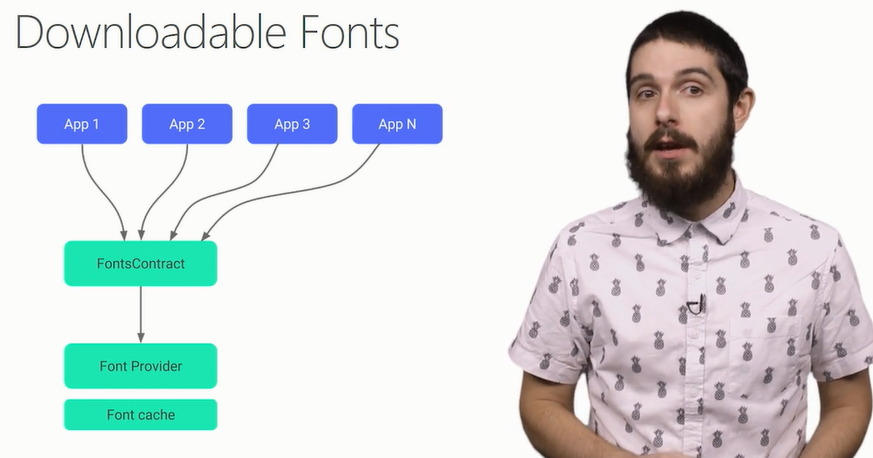 Downloadable Fonts
App 1
App 2
App 3
App N
FontsContract
Font Provider
Font cache